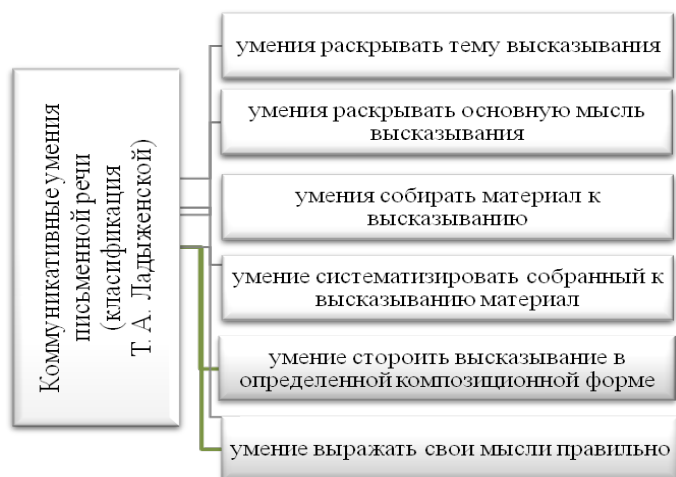 Коммуникативные умения
письменной речи
(класификация
Т. А. Ладыженской)
умения раскрывать тему высказывания
умения раскрывать основную мысль
высказывания
умения собирать материал к
высказыванию
умение систематизировать собранный к
высказыванию материал
умение стороить высказывание в
определенной композиционной форме
умение выражать свои мысли правильно